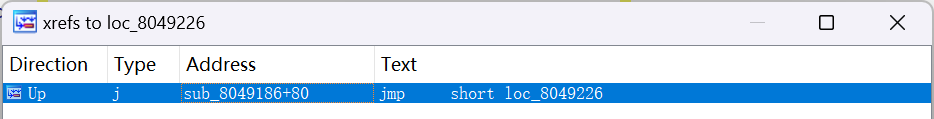 xrefs to loc_8049226
Direction Type Address Text
Up j sub_8049186+80 jmp short loc_8049226